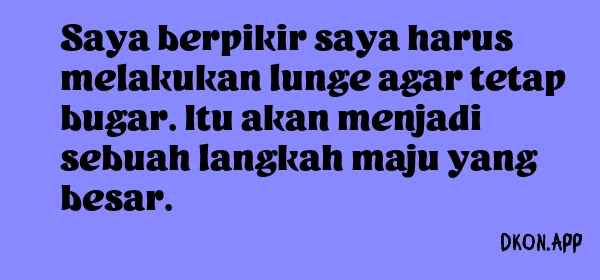 Saya berpikir saya harus
melakukan lunge agar tetap
bugar. Itu akan menjadi
sebuah langkah maju yang
besar.
DKON.APP